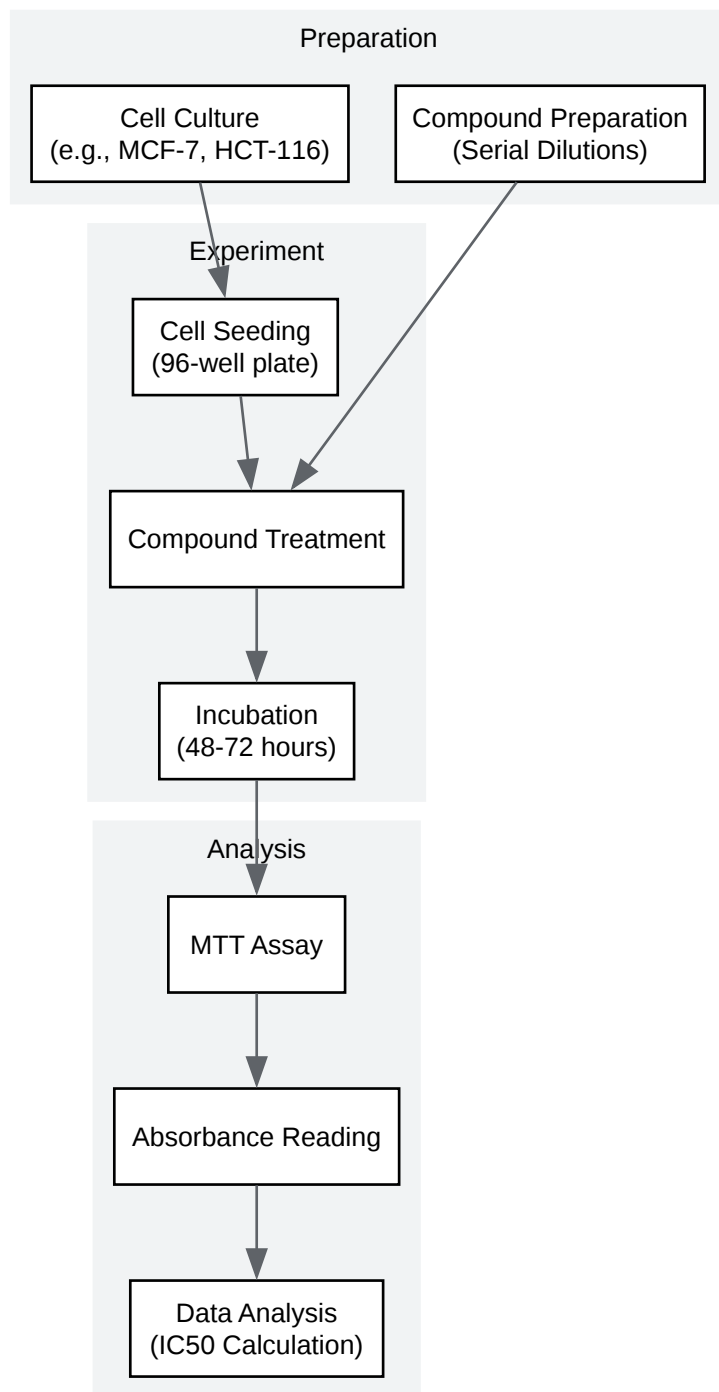 Preparation
Cell Culture
(e.g., MCF-7, HCT-116)
Compound Preparation
(Serial Dilutions)
Experiment
Cell Seeding
(96-well plate)
Compound Treatment
Incubation
(48-72 hours)
Analysis
MTT Assay
Absorbance Reading
Data Analysis
(IC50 Calculation)